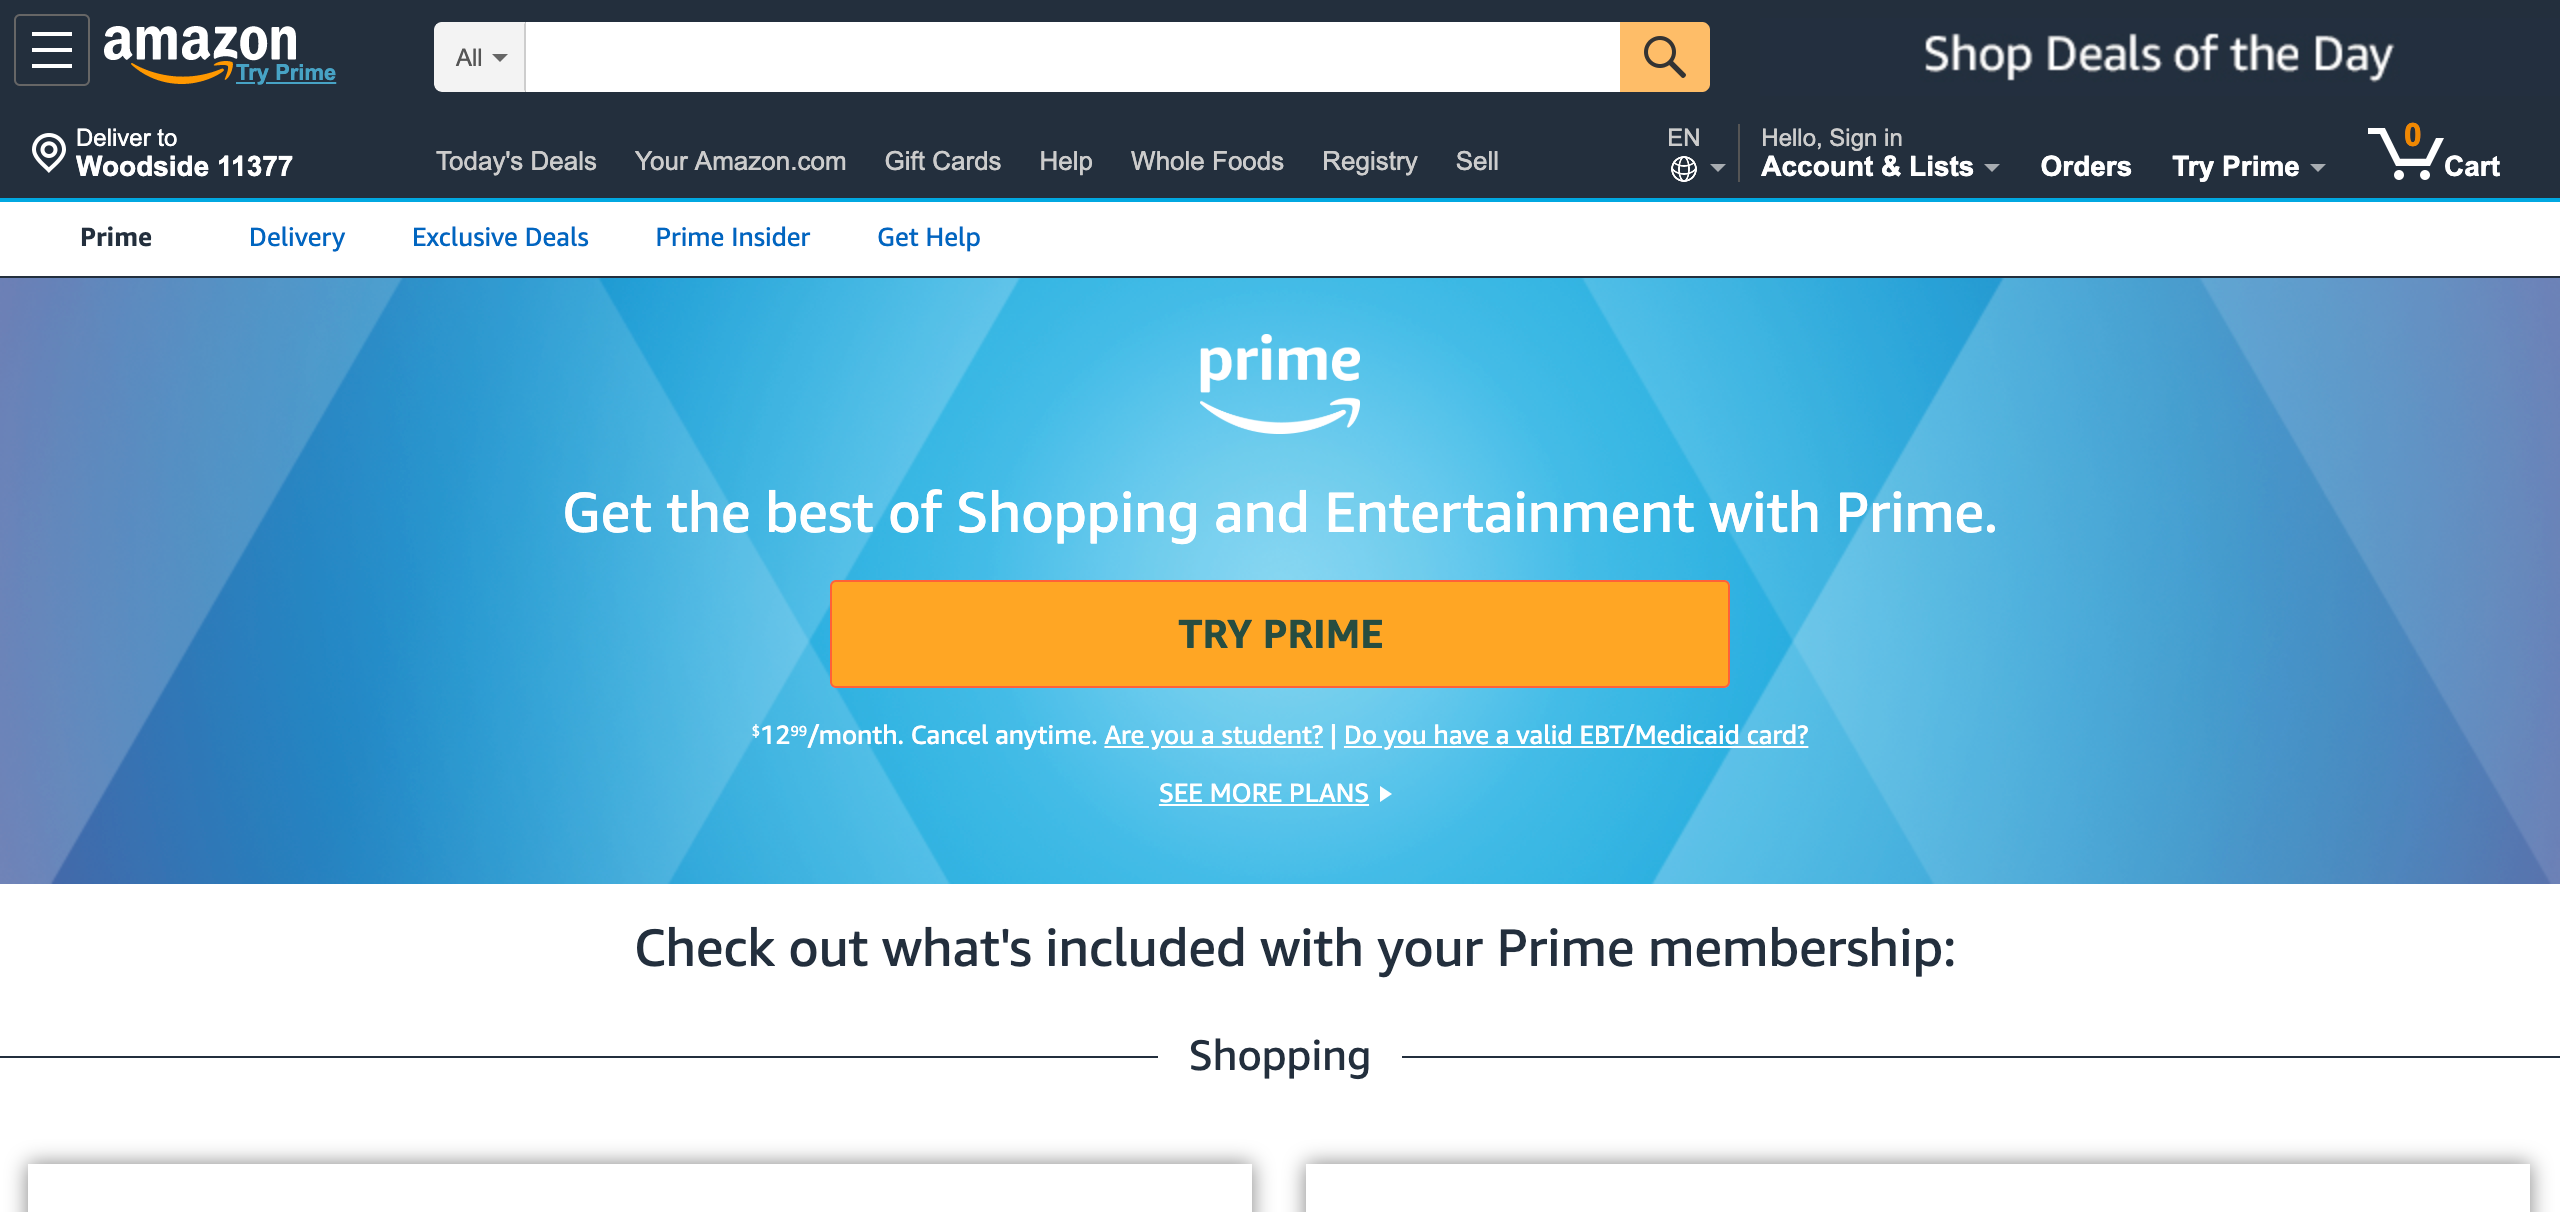 amazon
Try Prime
All
Shop Deals of the Day
Deliver to
Woodside 11377
Today's Deals
Your Amazon.com
Gift Cards
Help
Whole Foods
Registry
Sell
EN
Hello, Sign in
Account & Lists
Orders
Try Prime
0
Cart
Prime
Delivery
Exclusive Deals
Prime Insider
Get Help
prime
Get the best of Shopping and Entertainment with Prime.
TRY PRIME
$12⁹⁹/month. Cancel anytime. Are you a student? | Do you have a valid EBT/Medicaid card?
SEE MORE PLANS
Check out what's included with your Prime membership:
Shopping